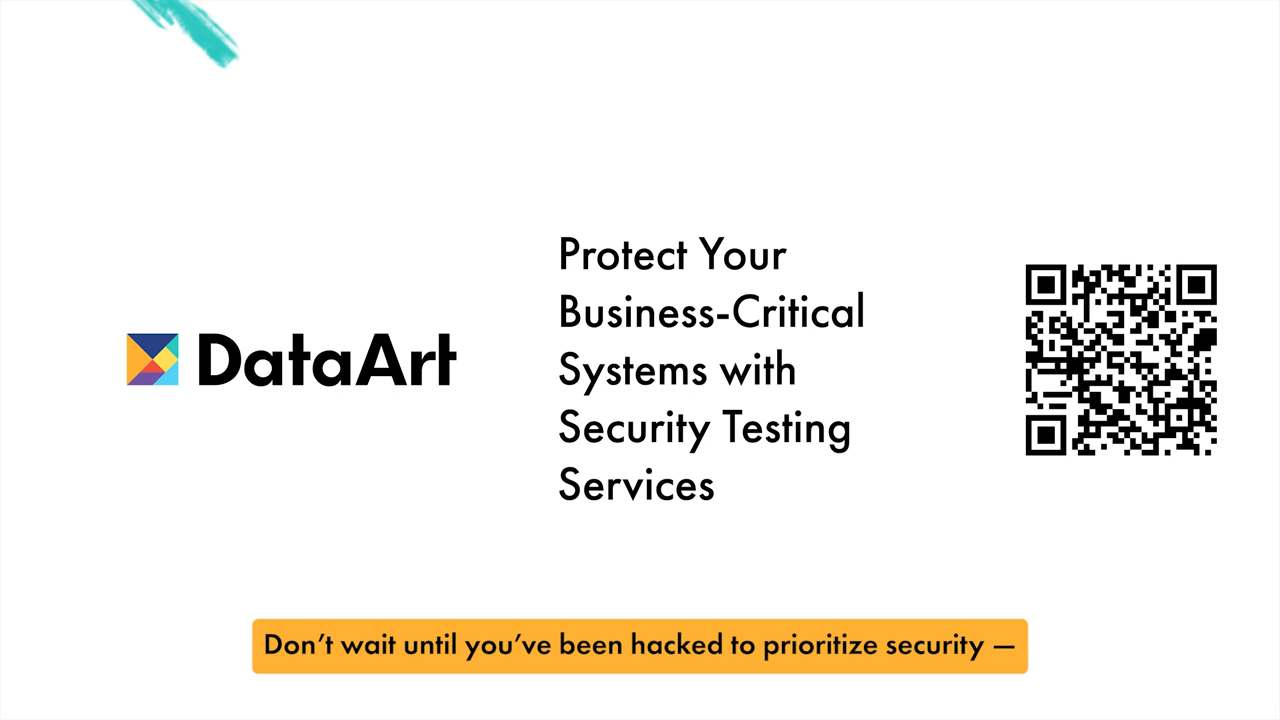 DataArt
Protect Your
Business-Critical
Systems with
Security Testing
Services
Don’t wait until you’ve been hacked to prioritize security —